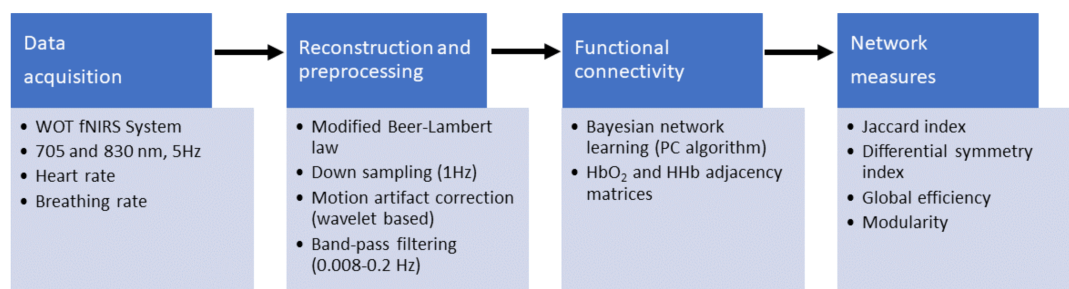 Data
acquisition
• WOT fNIRS System
• 705 and 830 nm, 5Hz
• Heart rate
• Breathing rate
Reconstruction and
preprocessing
• Modified Beer-Lambert
law
• Down sampling (1Hz)
• Motion artifact correction
(wavelet based)
• Band-pass filtering
(0.008-0.2 Hz)
Functional
connectivity
• Bayesian network
learning (PC algorithm)
• HbO₂ and HHb adjacency
matrices
Network
measures
• Jaccard index
• Differential symmetry
index
• Global efficiency
• Modularity